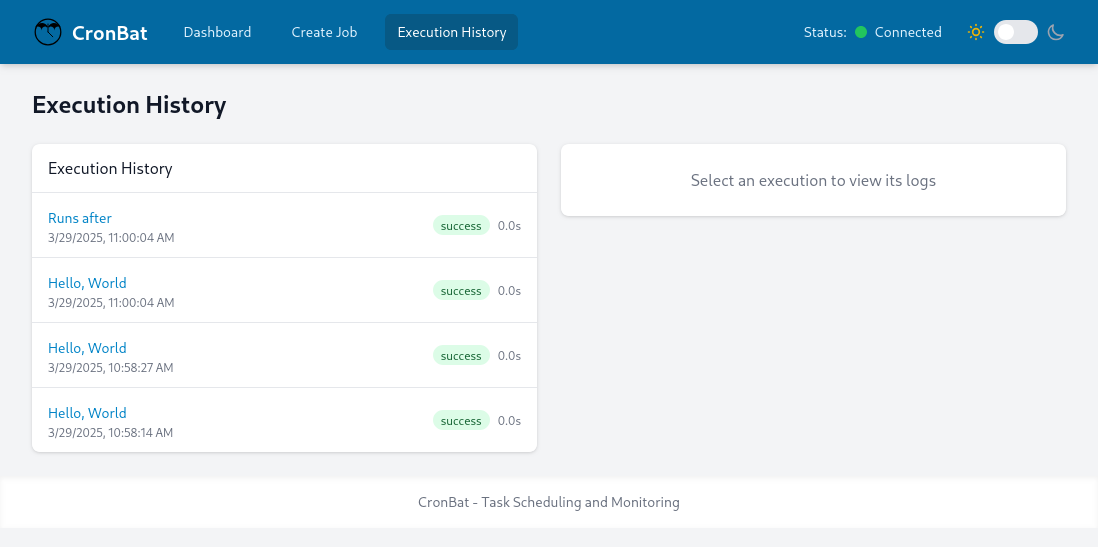 CronBat Dashboard Create Job Execution History Status: Connected
Execution History
Execution History
Runs after
3/29/2025, 11:00:04 AM
success 0.0s
Hello, World
3/29/2025, 11:00:04 AM
success 0.0s
Hello, World
3/29/2025, 10:58:27 AM
success 0.0s
Hello, World
3/29/2025, 10:58:14 AM
success 0.0s
Select an execution to view its logs
CronBat - Task Scheduling and Monitoring